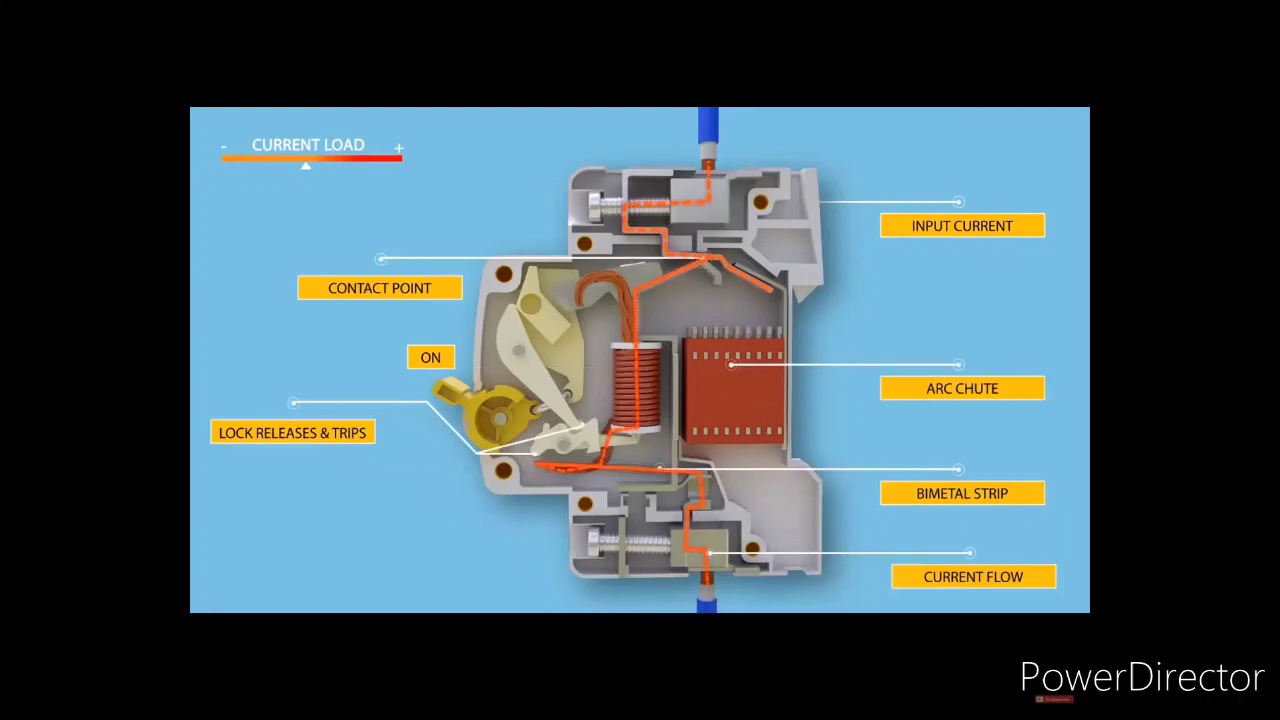 - CURRENT LOAD +
INPUT CURRENT
CONTACT POINT
ON
ARC CHUTE
LOCK RELEASES & TRIPS
BIMETAL STRIP
CURRENT FLOW
PowerDirector